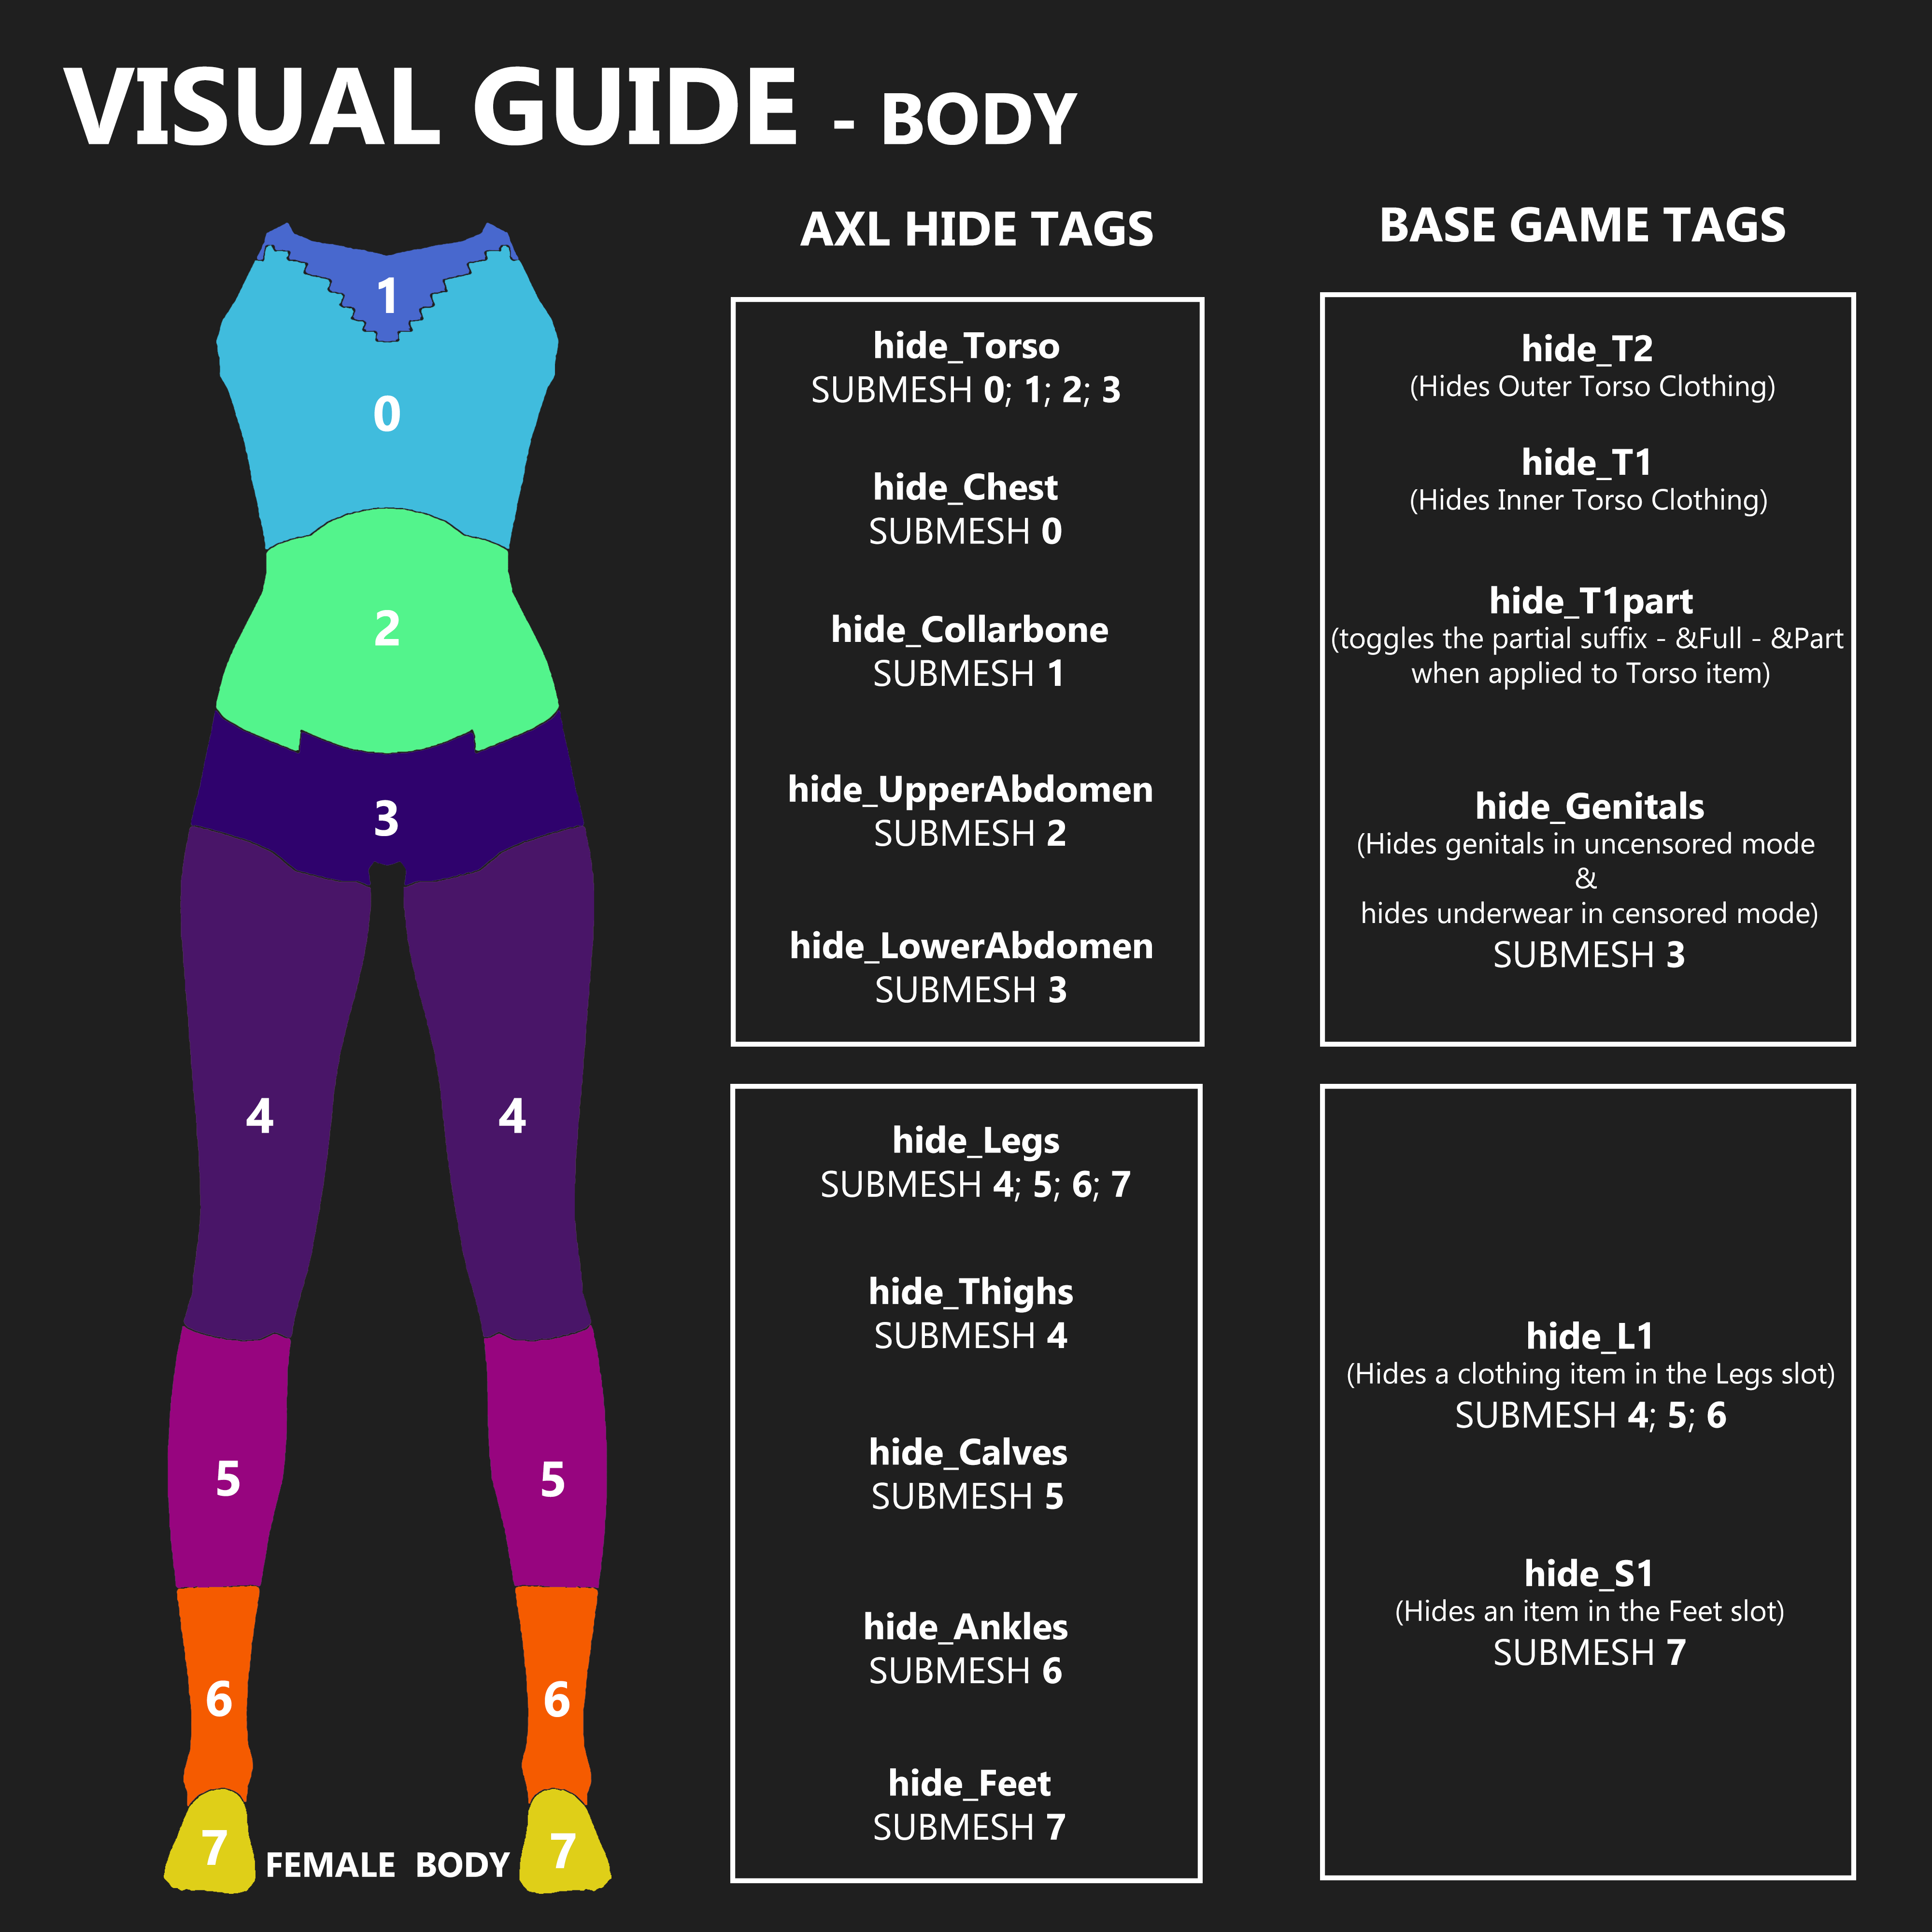 VISUAL GUIDE - BODY
1
0
2
3
4 4
5 5
6 6
7 7
FEMALE BODY
AXL HIDE TAGS
hide_Torso
SUBMESH 0; 1; 2; 3
hide_Chest
SUBMESH 0
hide_Collarbone
SUBMESH 1
hide_UpperAbdomen
SUBMESH 2
hide_LowerAbdomen
SUBMESH 3
hide_Legs
SUBMESH 4; 5; 6; 7
hide_Thighs
SUBMESH 4
hide_Calves
SUBMESH 5
hide_Ankles
SUBMESH 6
hide_Feet
SUBMESH 7
BASE GAME TAGS
hide_T2
(Hides Outer Torso Clothing)
hide_T1
(Hides Inner Torso Clothing)
hide_T1part
(toggles the partial suffix - &Full - &Part
when applied to Torso item)
hide_Genitals
(Hides genitals in uncensored mode
&
hides underwear in censored mode)
SUBMESH 3
hide_L1
(Hides a clothing item in the Legs slot)
SUBMESH 4; 5; 6
hide_S1
(Hides an item in the Feet slot)
SUBMESH 7